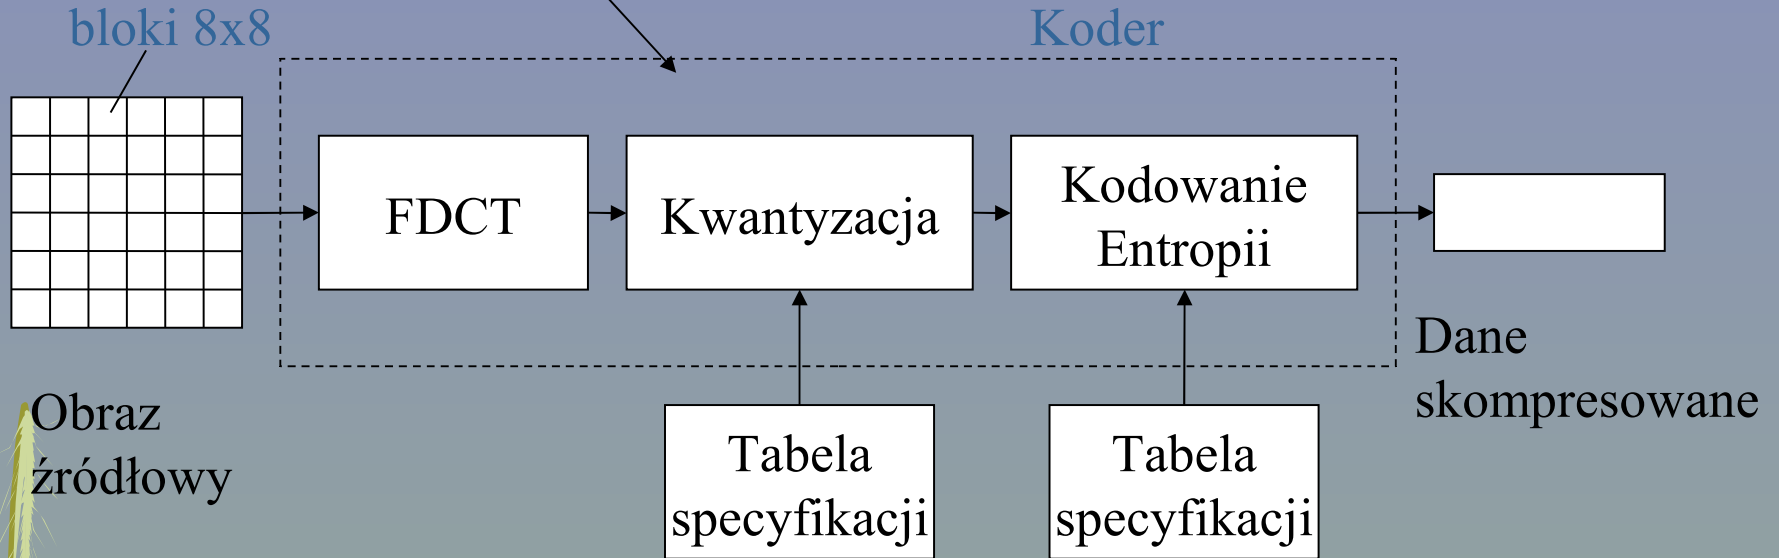 bloki 8x8
Koder
FDCT
Kwantyzacja
Kodowanie
Entropii
Dane
skompresowane
Obraz
źródłowy
Tabela
specyfikacji
Tabela
specyfikacji